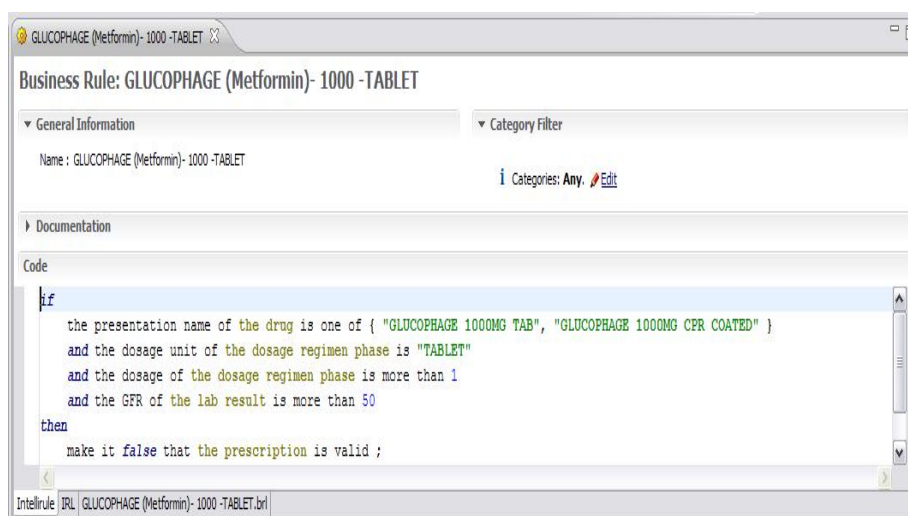 GLUCOPHAGE (Metformin)- 1000 -TABLET
Business Rule: GLUCOPHAGE (Metformin)- 1000 -TABLET
General Information
Category Filter
Name : GLUCOPHAGE (Metformin)- 1000 -TABLET
i Categories: Any. Edit
Documentation
Code
if
the presentation name of the drug is one of { "GLUCOPHAGE 1000MG TAB", "GLUCOPHAGE 1000MG CPR COATED" }
and the dosage unit of the dosage regimen phase is "TABLET"
and the dosage of the dosage regimen phase is more than 1
and the GFR of the lab result is more than 50
then
make it false that the prescription is valid ;
Intellirule IRL GLUCOPHAGE (Metformin)- 1000 -TABLET.brl